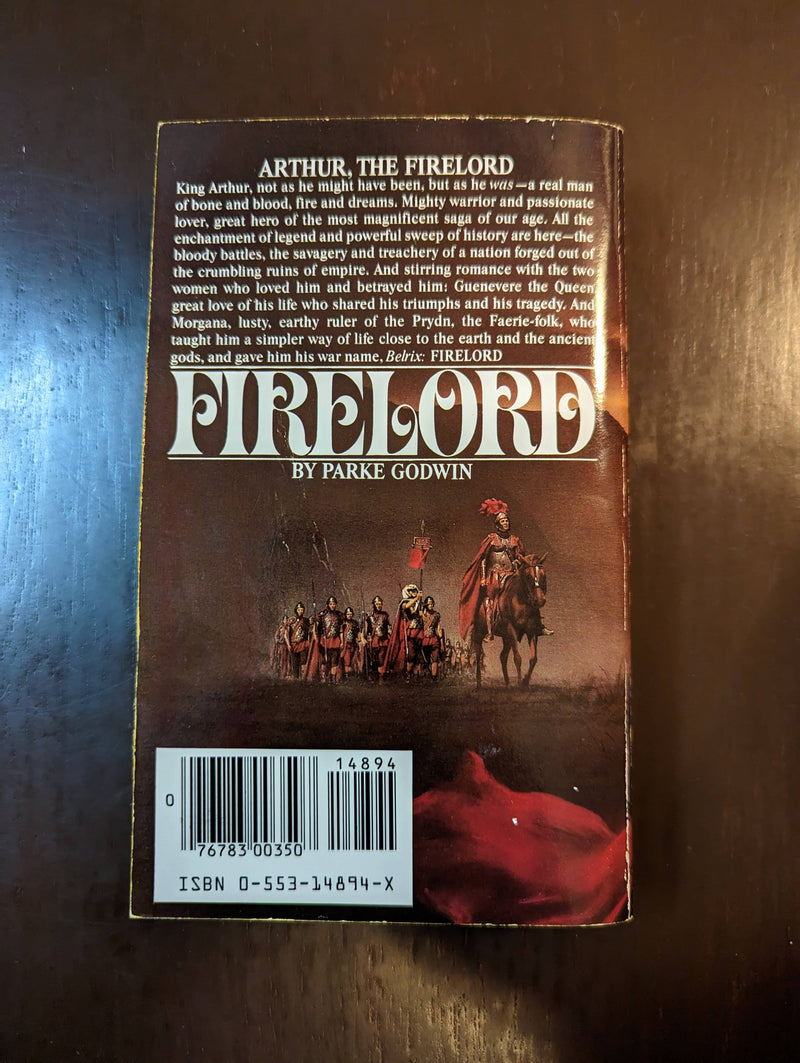 ARTHUR, THE FIRELORD
King Arthur, not as he might have been, but as he was—a real man
of bone and blood, fire and dreams. Mighty warrior and passionate
lover, great hero of the most magnificent saga of our age. All the
enchantment of legend and powerful sweep of history are here—the
bloody battles, the savagery and treachery of a nation forged out of
the crumbling ruins of empire. And stirring romance with the two
women who loved him and betrayed him: Guenevere the Queen
great love of his life who shared his triumphs and his tragedy. And
Morgana, lusty, earthy ruler of the Prydn, the Faerie-folk, who
taught him a simpler way of life close to the earth and the ancient
gods, and gave him his war name, Belrix: FIRELORD
FIRELORD
BY PARKE GODWIN
14894
0
76783 00350
ISBN 0-553-14894-X